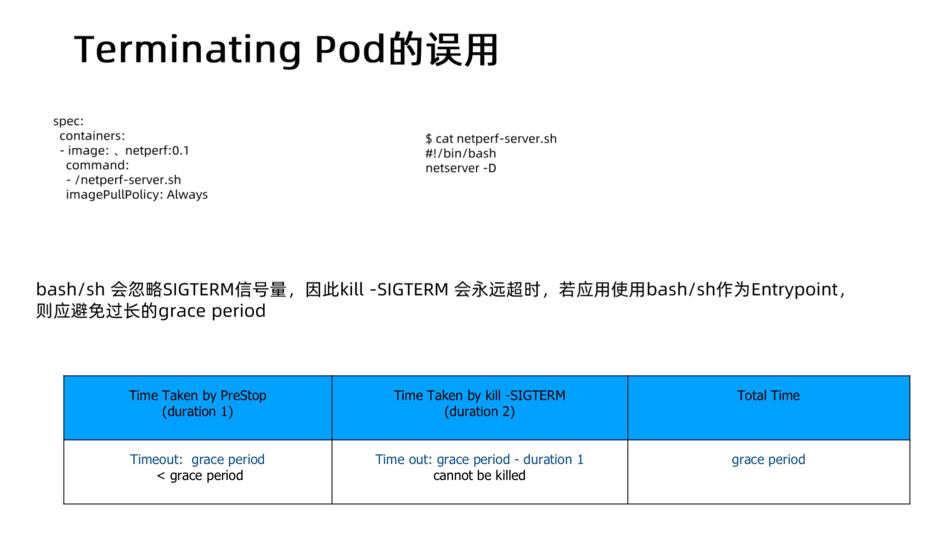 Terminating Pod的误用
spec:
containers:
- image: 、netperf:0.1
command:
- /netperf-server.sh
imagePullPolicy: Always
$ cat netperf-server.sh
#!/bin/bash
netserver -D
bash/sh 会忽略SIGTERM信号量，因此kill -SIGTERM 会永远超时，若应用使用bash/sh作为Entrypoint，
则应避免过长的grace period
Time Taken by PreStop
(duration 1)
Time Taken by kill -SIGTERM
(duration 2)
Total Time
Timeout: grace period
< grace period
Time out: grace period - duration 1
cannot be killed
grace period